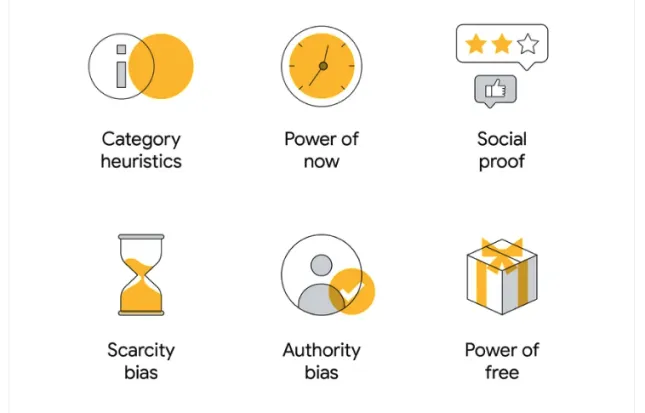 Category
heuristics
Power of
now
Social
proof
Scarcity
bias
Authority
bias
Power of
free